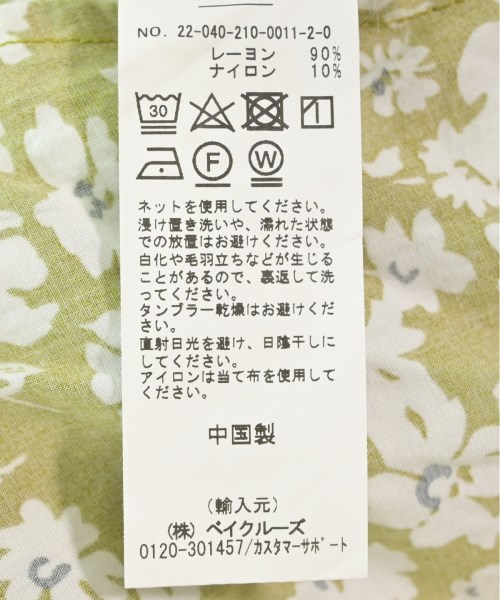 NO. 22-040-210-0011-2-0
レーヨン 90%
ナイロン 10%
30
F W
ネットを使用してください。
浸け置き洗いや、濡れた状態
での放置はお避けください。
白化や毛羽立ちなどが生じる
ことがあるので、裏返して洗
ってください。
タンブラー乾燥はお避けくだ
さい。
直射日光を避け、日陰干しに
してください。
アイロンは当て布を使用して
ください。
中国製
(輸入元)
(株) ベイクルーズ
0120-301457/カスタマーサポート